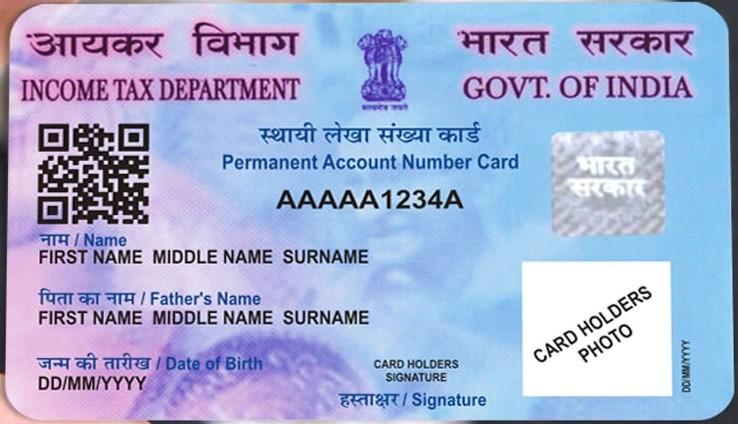 आयकर विभाग
INCOME TAX DEPARTMENT
भारत सरकार
GOVT. OF INDIA
सत्यमेव जयते
स्थायी लेखा संख्या कार्ड
Permanent Account Number Card
AAAAA1234A
भारत
सरकार
नाम / Name
FIRST NAME MIDDLE NAME SURNAME
पिता का नाम / Father's Name
FIRST NAME MIDDLE NAME SURNAME
जन्म की तारीख / Date of Birth
DD/MM/YYYY
CARD HOLDERS
SIGNATURE
हस्ताक्षर / Signature
CARD HOLDERS
PHOTO
DD/MM/YYYY